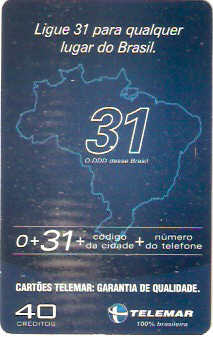 Ligue 31 para qualquer
lugar do Brasil.
31
O DDD desse Brasil
0+31+ código da cidade + número do telefone
CARTÕES TELEMAR: GARANTIA DE QUALIDADE.
40
CRÉDITOS
TELEMAR
100% brasileira